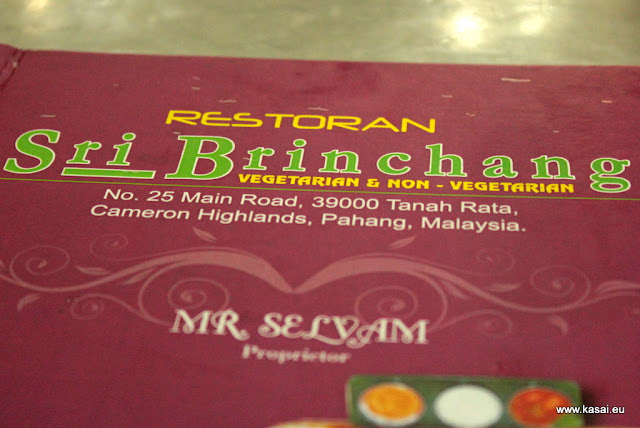 RESTORAN
Sri Brinchang
VEGETARIAN & NON - VEGETARIAN
No. 25 Main Road, 39000 Tanah Rata,
Cameron Highlands, Pahang, Malaysia.
MR. SELVAM
Proprietor
www.kasai.eu